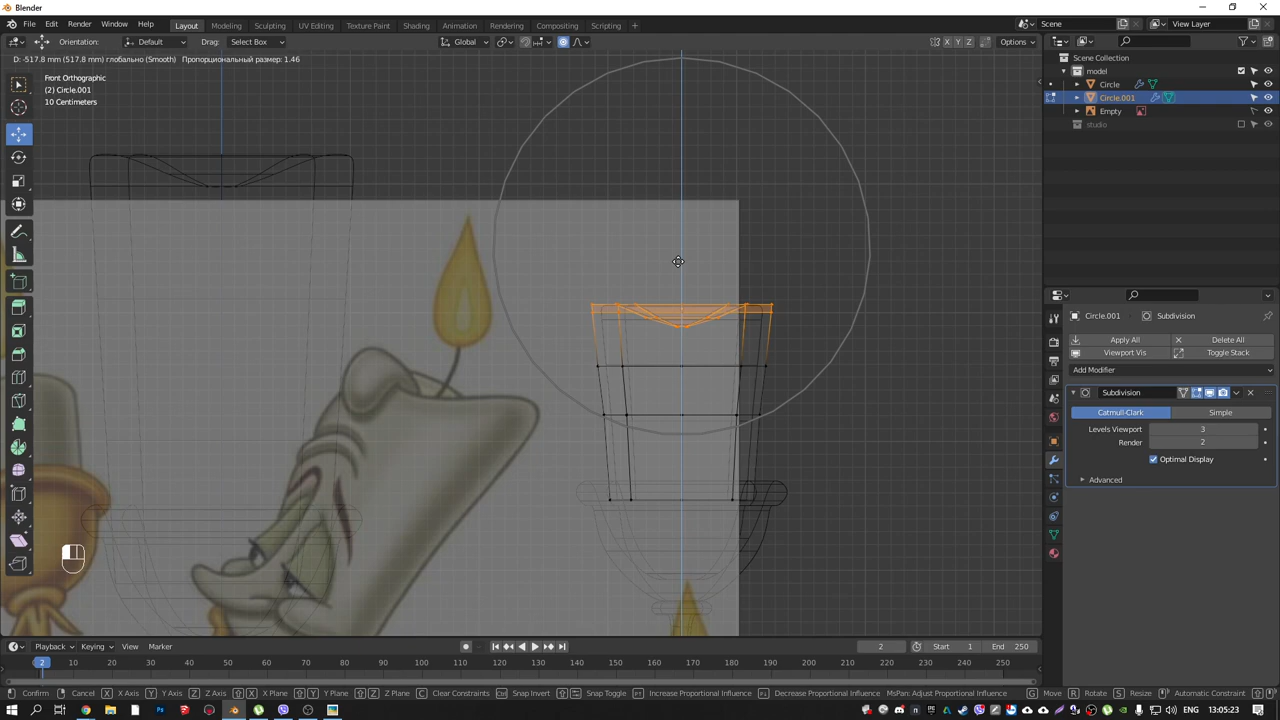 Blender
File Edit Render Window Help Layout Modeling Sculpting UV Editing Texture Paint Shading Animation Rendering Compositing Scripting + Scene View Layer
Orientation: Default Drag: Select Box Global X Y Z Options
D: -517.8 mm (517.8 mm) глобально (Smooth) Пропорциональный размер: 1.46
Front Orthographic
(2) Circle.001
10 Centimeters
Scene Collection
model
Circle
Circle.001
Empty
studio
Circle.001 Subdivision
Apply All Delete All
Viewport Vis Toggle Stack
Add Modifier
Subdivision
Catmull-Clark Simple
Levels Viewport 3
Render 2
Optimal Display
Advanced
Playback Keying View Marker 2 Start 1 End 250
2 10 20 30 40 50 60 70 80 90 100 110 120 130 140 150 160 170 180 190 200 210 220 230 240 250
Confirm Cancel X X Axis Y Y Axis Z Z Axis X X Plane Y Y Plane Z Z Plane C Clear Constraints Snap Invert Snap Toggle Increase Proportional Influence Decrease Proportional Influence MsPan: Adjust Proportional Influence G Move R Rotate S Resize Automatic Constraint
ENG 13:05:23